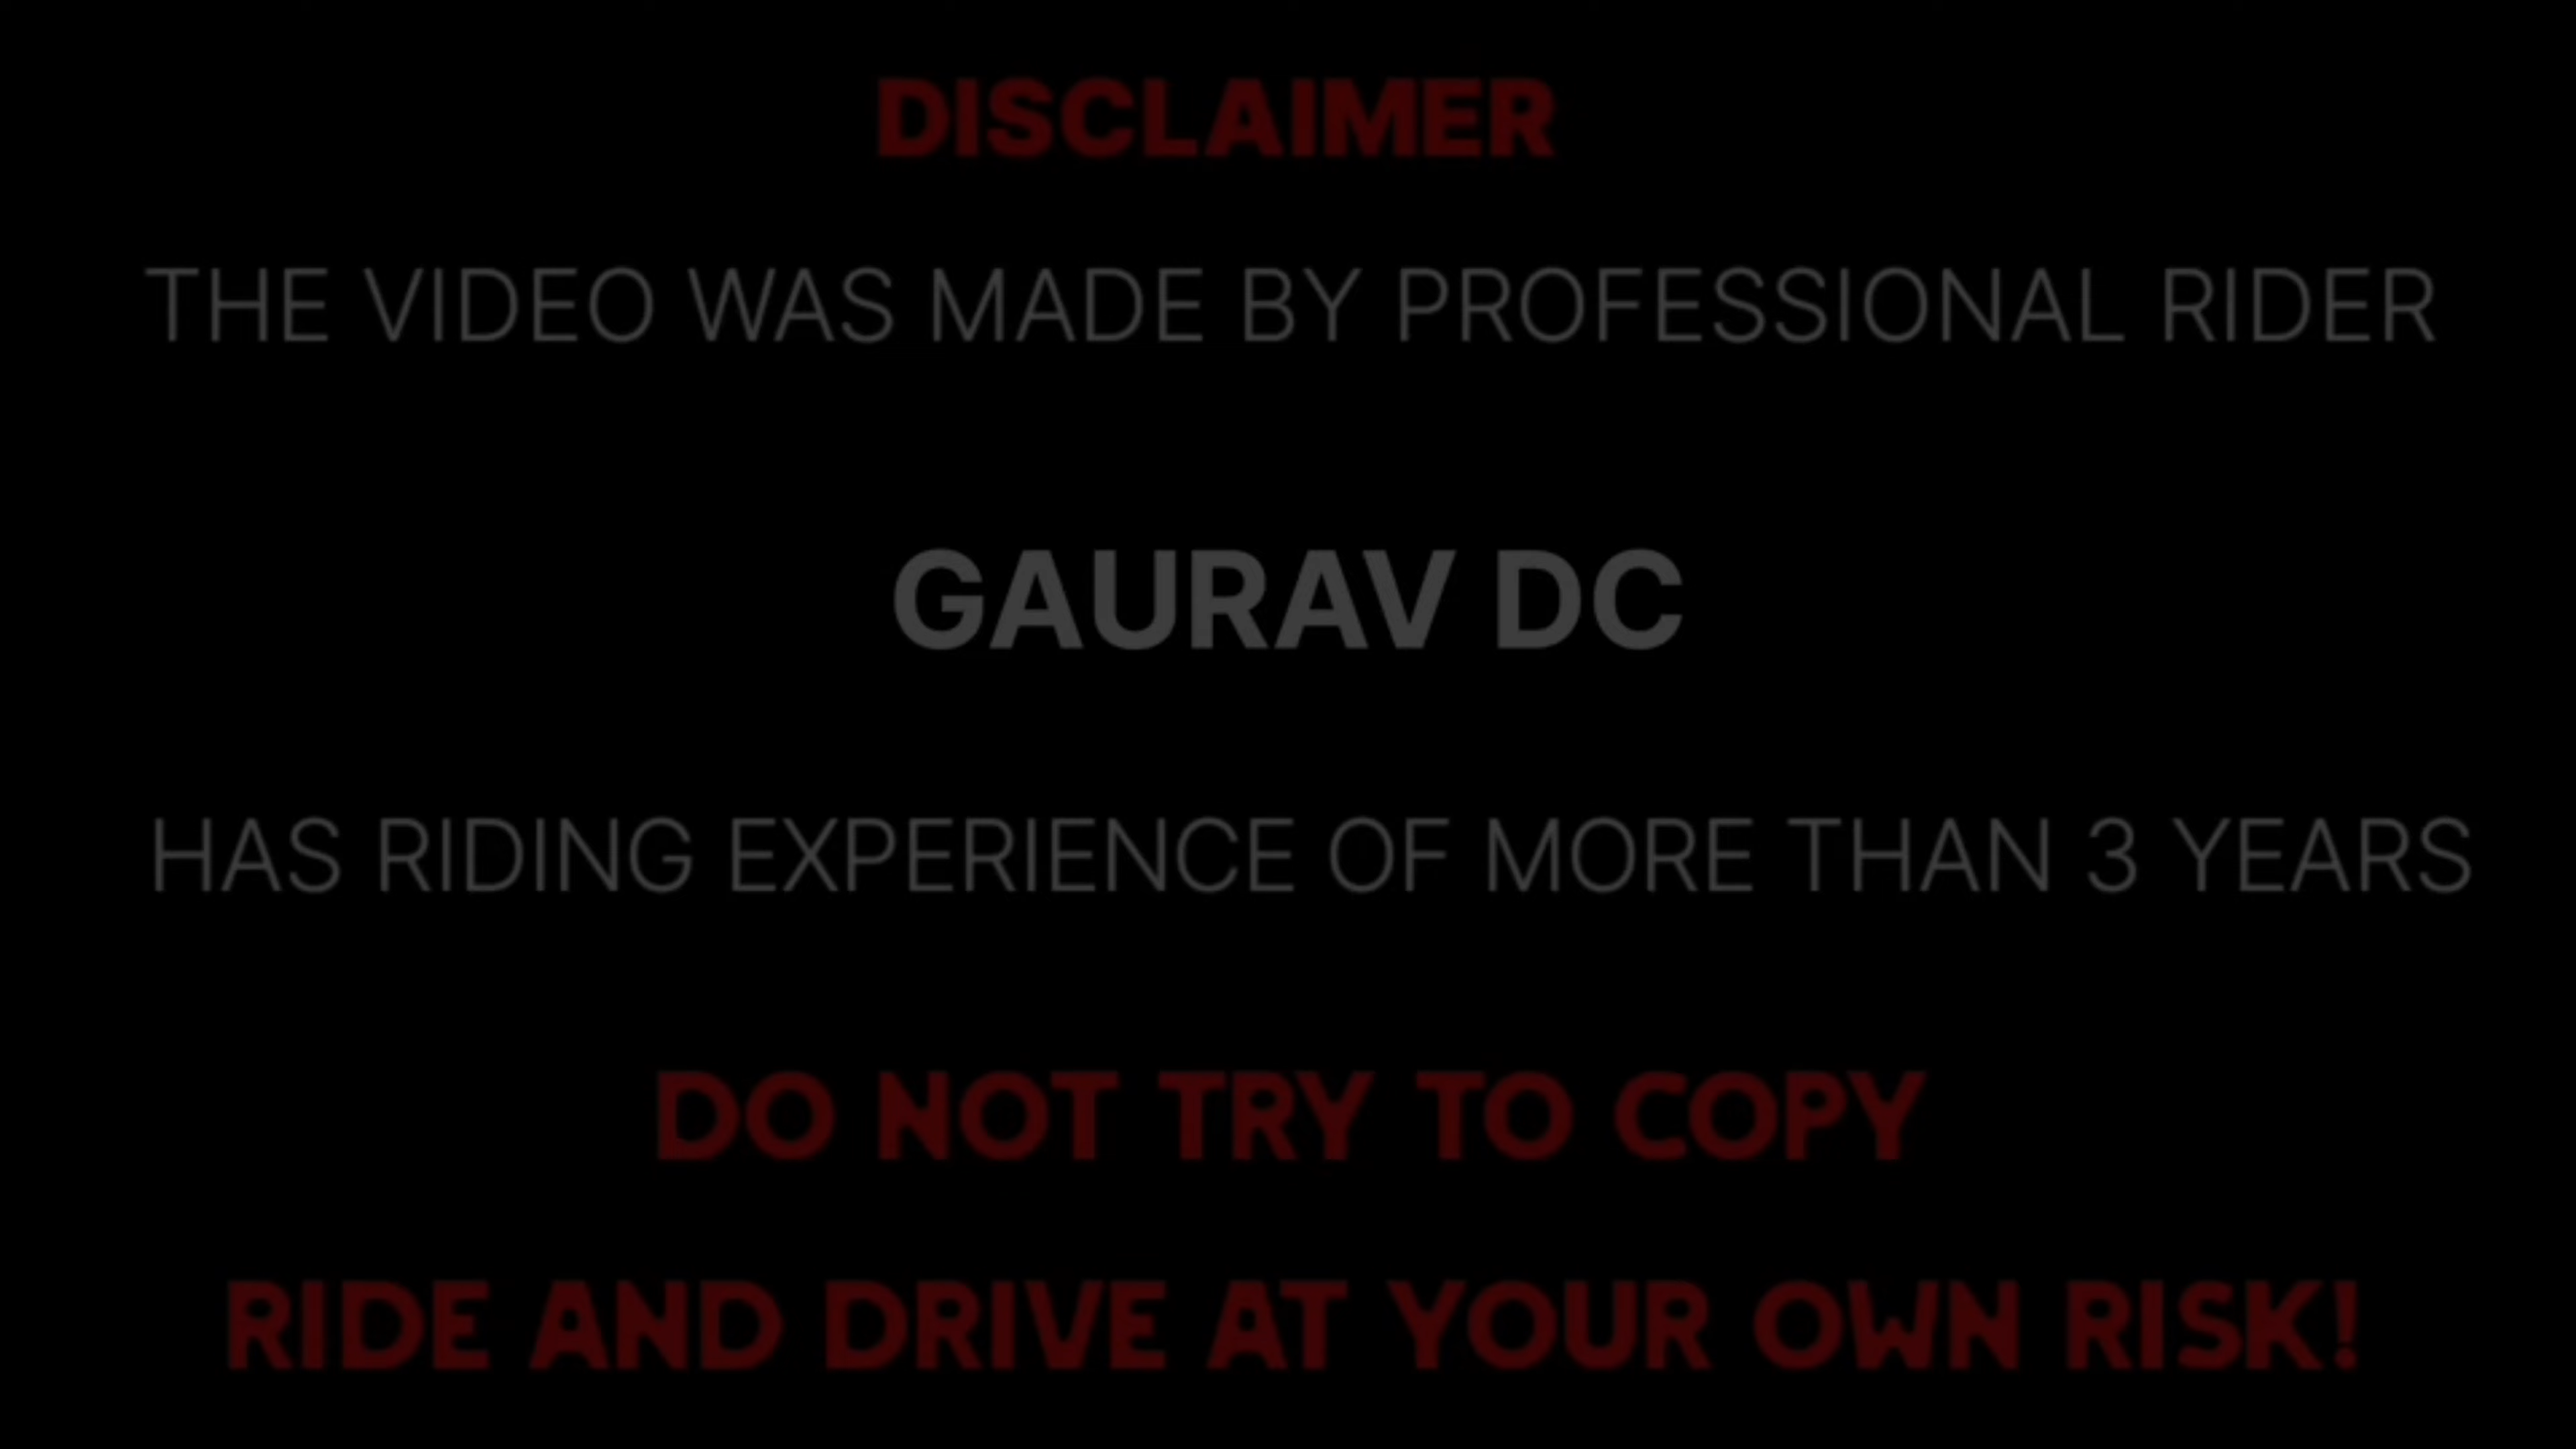 DISCLAIMER
THE VIDEO WAS MADE BY PROFESSIONAL RIDER
GAURAV DC
HAS RIDING EXPERIENCE OF MORE THAN 3 YEARS
DO NOT TRY TO COPY
RIDE AND DRIVE AT YOUR OWN RISK!